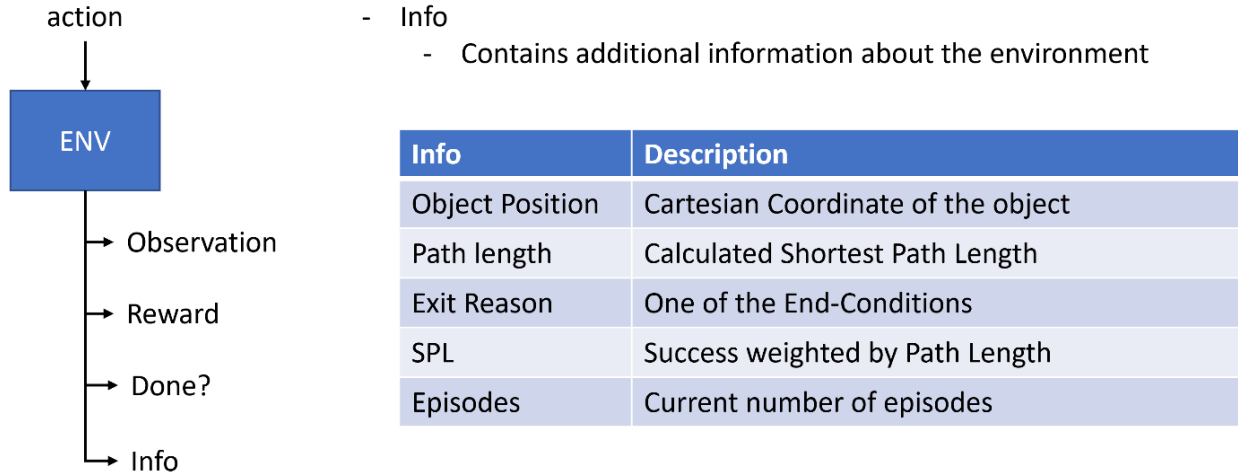 action
ENV
Observation
Reward
Done?
Info
- Info
- Contains additional information about the environment
Info Description
Object Position Cartesian Coordinate of the object
Path length Calculated Shortest Path Length
Exit Reason One of the End-Conditions
SPL Success weighted by Path Length
Episodes Current number of episodes